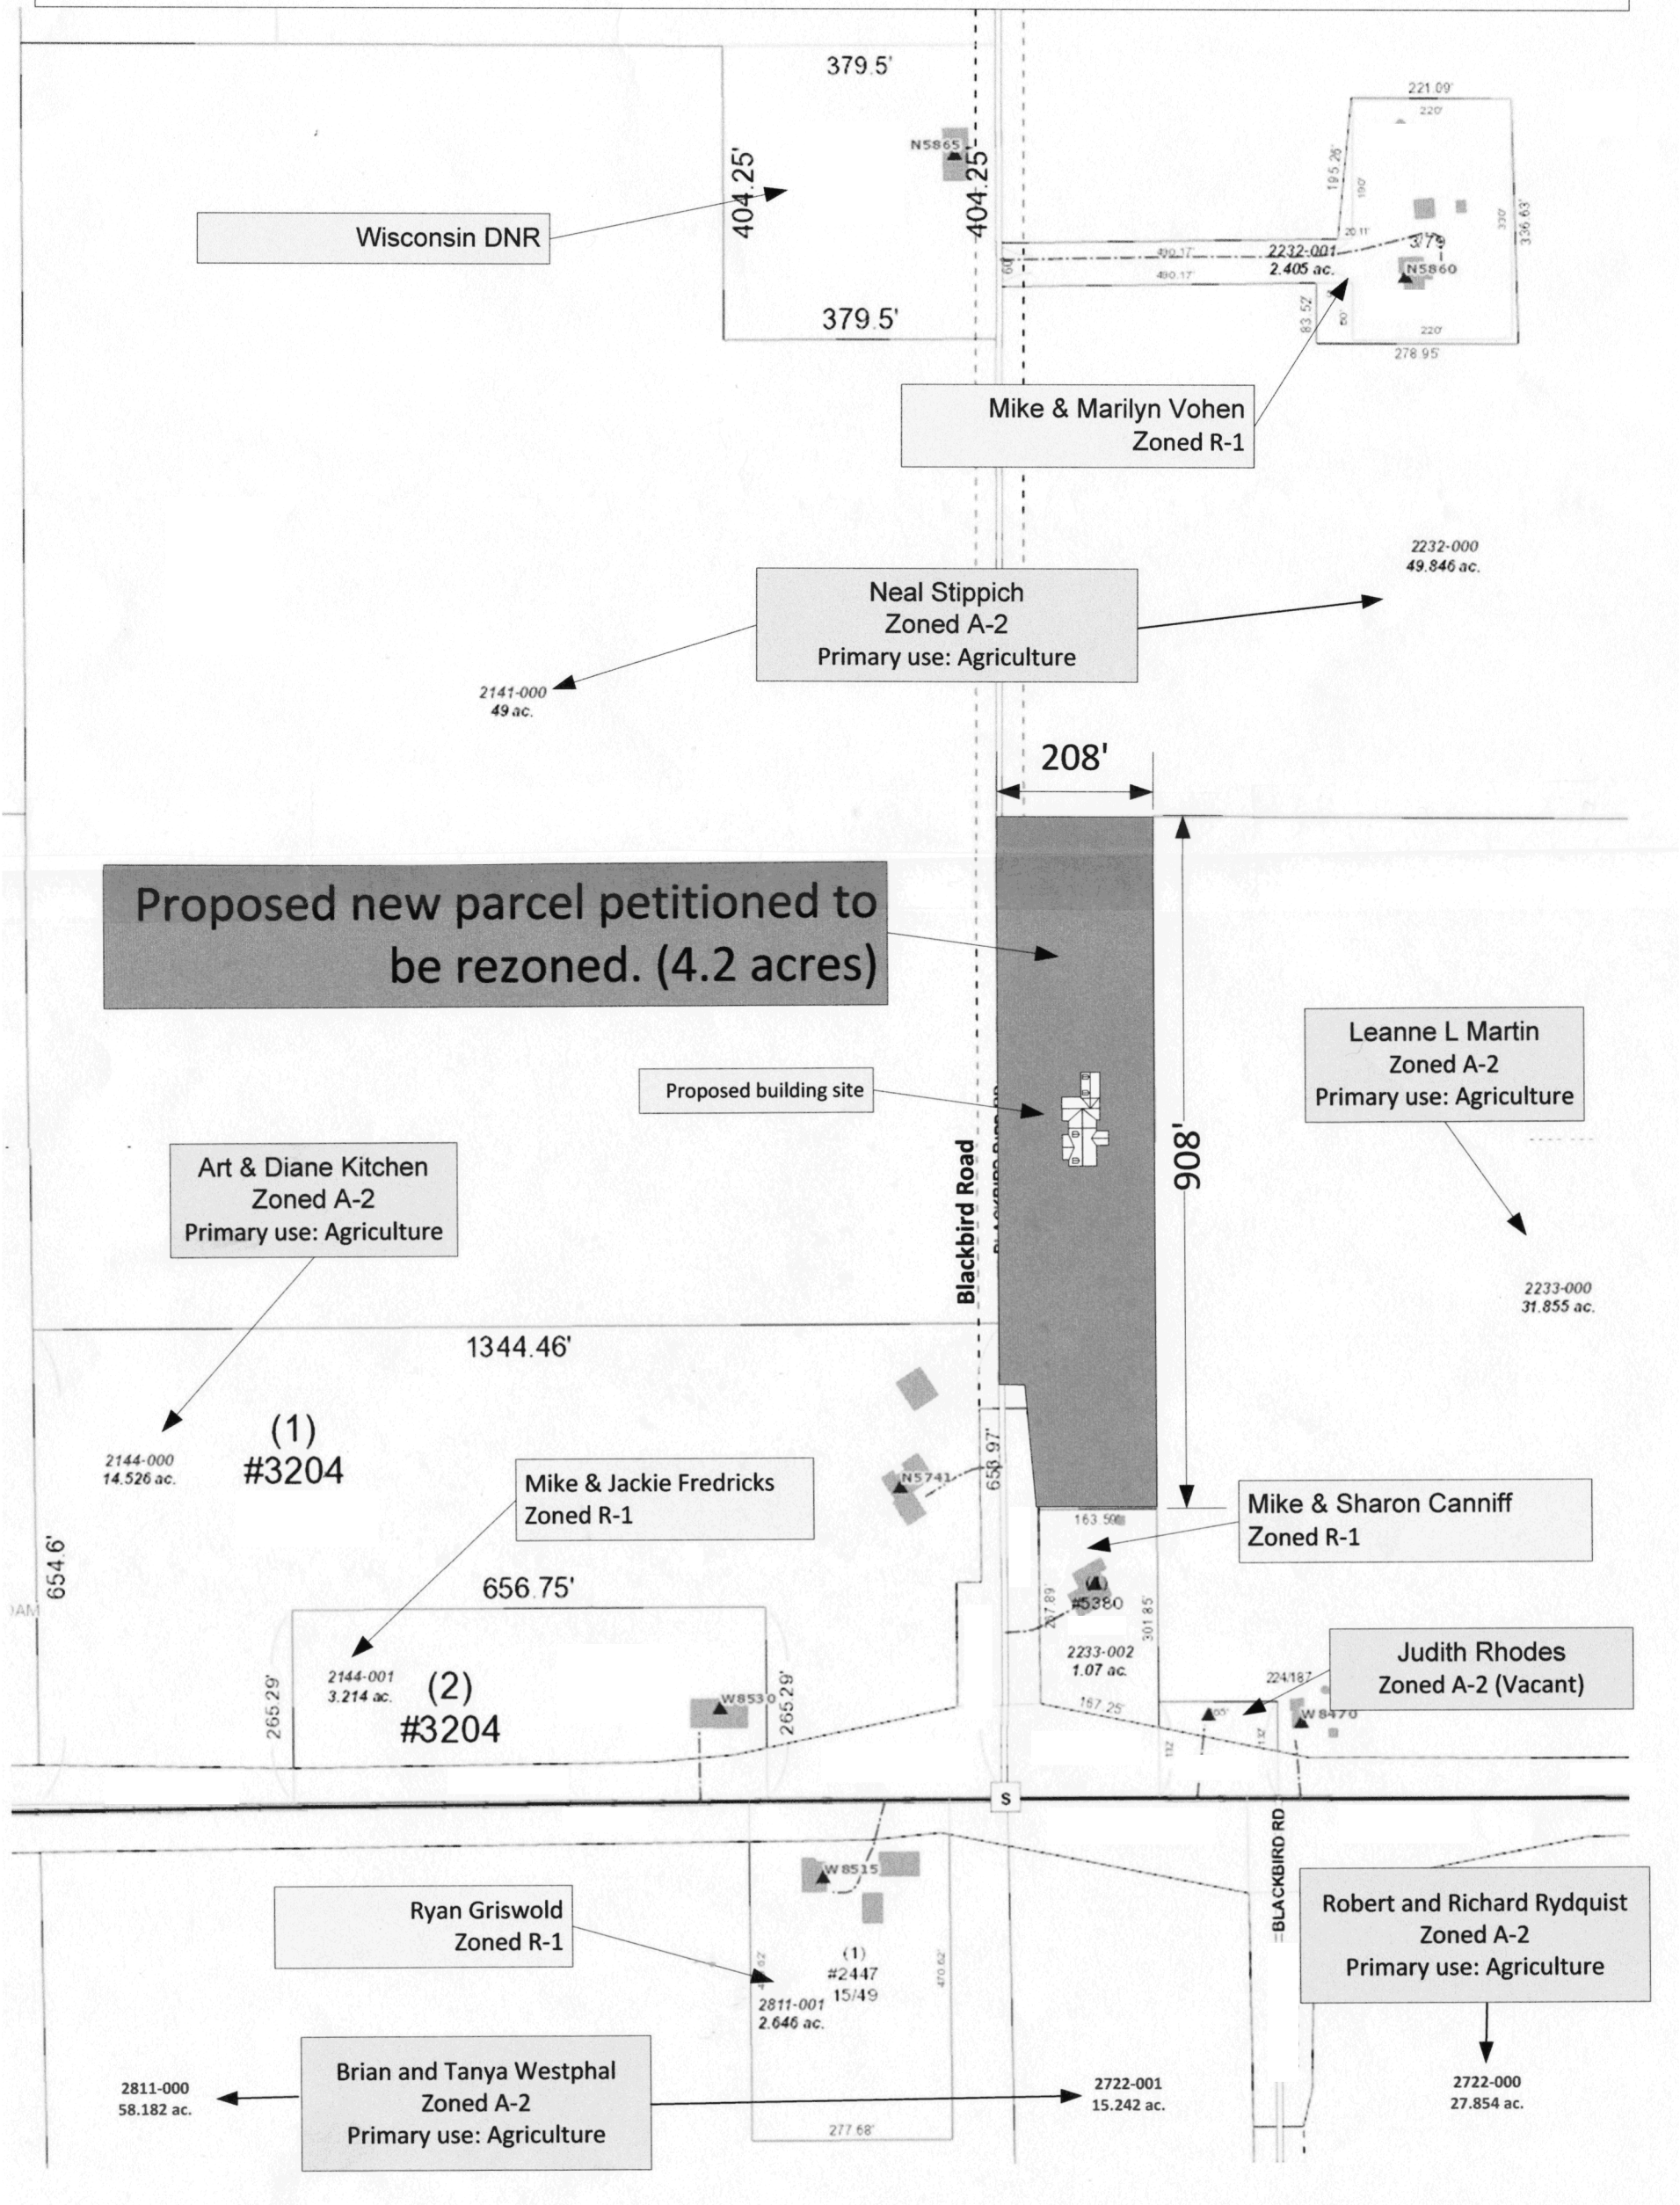 379.5'
221.09'
220'
N5865
404.25'
404.25'
195.26'
190'
330'
336.63'
Wisconsin DNR
20.11'
3/79
490.17'
2232-001
60'
490.17'
2.405 ac.
N5860
83.52'
60'
379.5'
220'
278.95'
Mike & Marilyn Vohen
Zoned R-1
2232-000
49.846 ac.
Neal Stippich
Zoned A-2
Primary use: Agriculture
2141-000
49 ac.
208'
Proposed new parcel petitioned to
be rezoned. (4.2 acres)
Leanne L Martin
Zoned A-2
Primary use: Agriculture
Proposed building site
908'
Blackbird Road
Art & Diane Kitchen
Zoned A-2
Primary use: Agriculture
2233-000
31.855 ac.
1344.46'
(1)
#3204
2144-000
14.526 ac.
N5741
653.97'
Mike & Jackie Fredricks
Zoned R-1
Mike & Sharon Canniff
Zoned R-1
163.59'
654.6'
656.75'
#5380
301.85'
2233-002
1.07 ac.
Judith Rhodes
Zoned A-2 (Vacant)
224/187
265.29'
2144-001
3.214 ac.
(2)
#3204
W8530
265.29'
167.25'
W8470
132'
132'
S
BLACKBIRD RD
W8515
Ryan Griswold
Zoned R-1
Robert and Richard Rydquist
Zoned A-2
Primary use: Agriculture
(1)
#2447
15/49
470.62'
2811-001
2.646 ac.
Brian and Tanya Westphal
Zoned A-2
Primary use: Agriculture
2811-000
58.182 ac.
2722-001
15.242 ac.
2722-000
27.854 ac.
277.68'